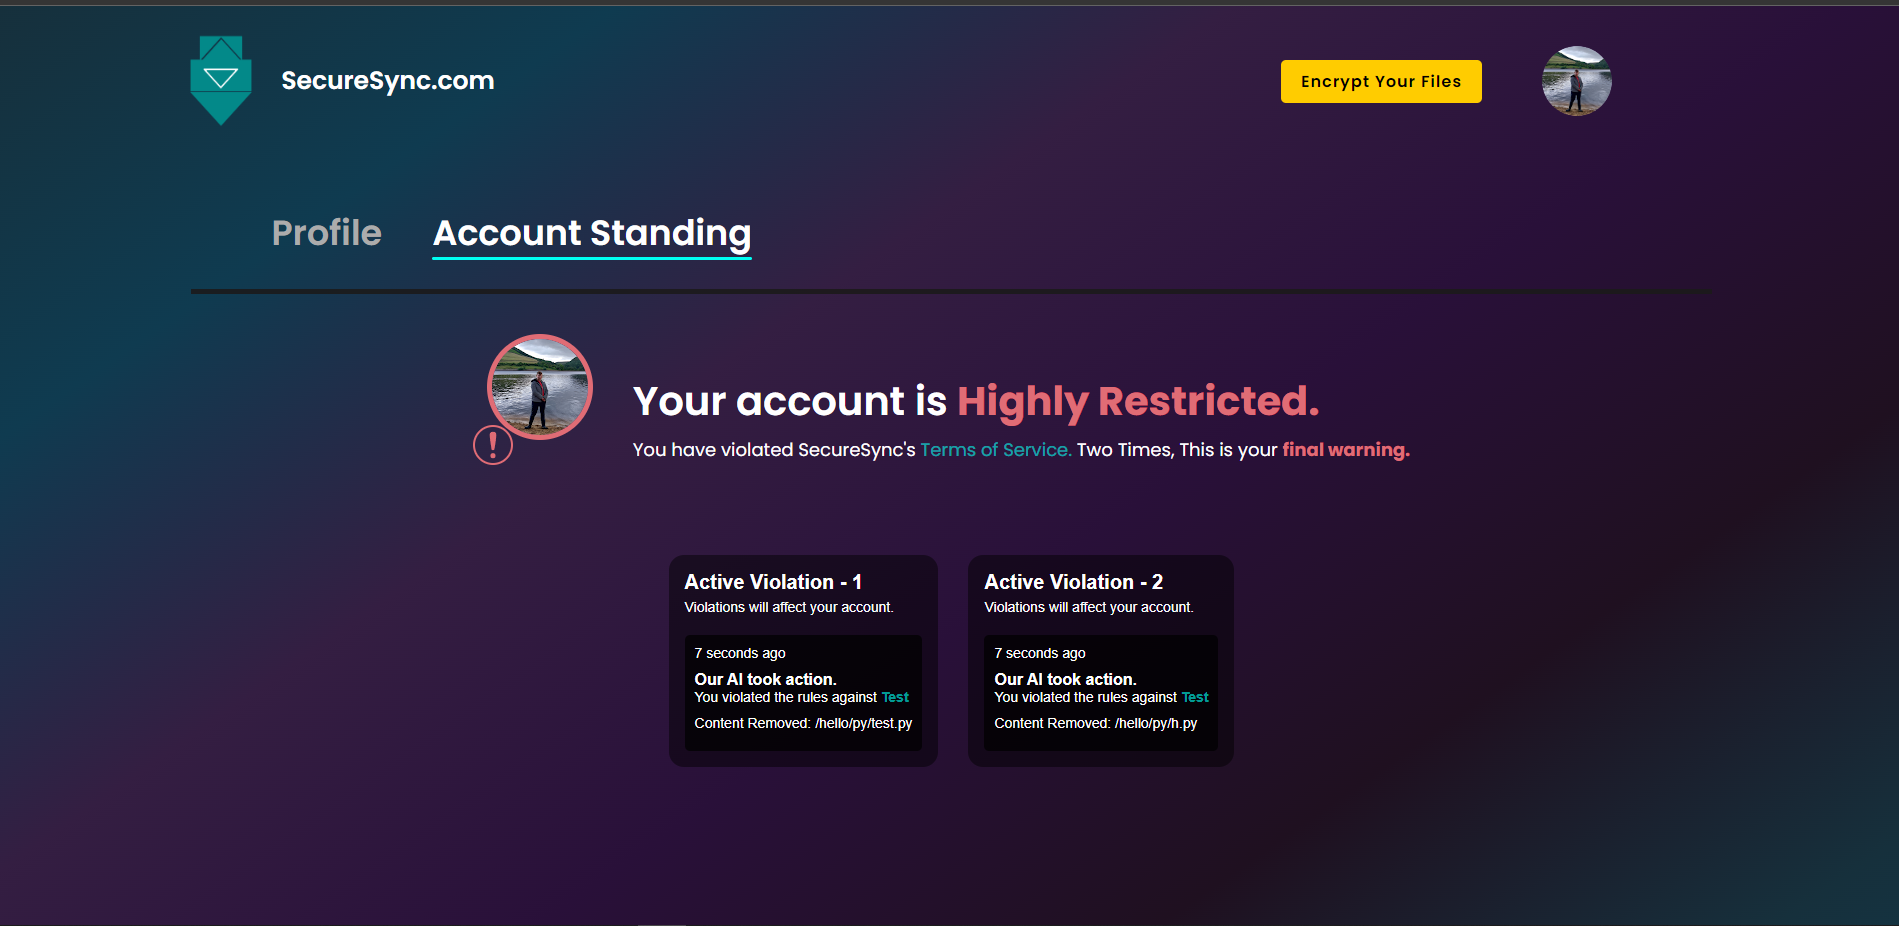 SecureSync.com
Encrypt Your Files
Profile
Account Standing
Your account is Highly Restricted.
You have violated SecureSync's Terms of Service. Two Times, This is your final warning.
Active Violation - 1
Violations will affect your account.
7 seconds ago
Our AI took action.
You violated the rules against Test
Content Removed: /hello/py/test.py
Active Violation - 2
Violations will affect your account.
7 seconds ago
Our AI took action.
You violated the rules against Test
Content Removed: /hello/py/h.py